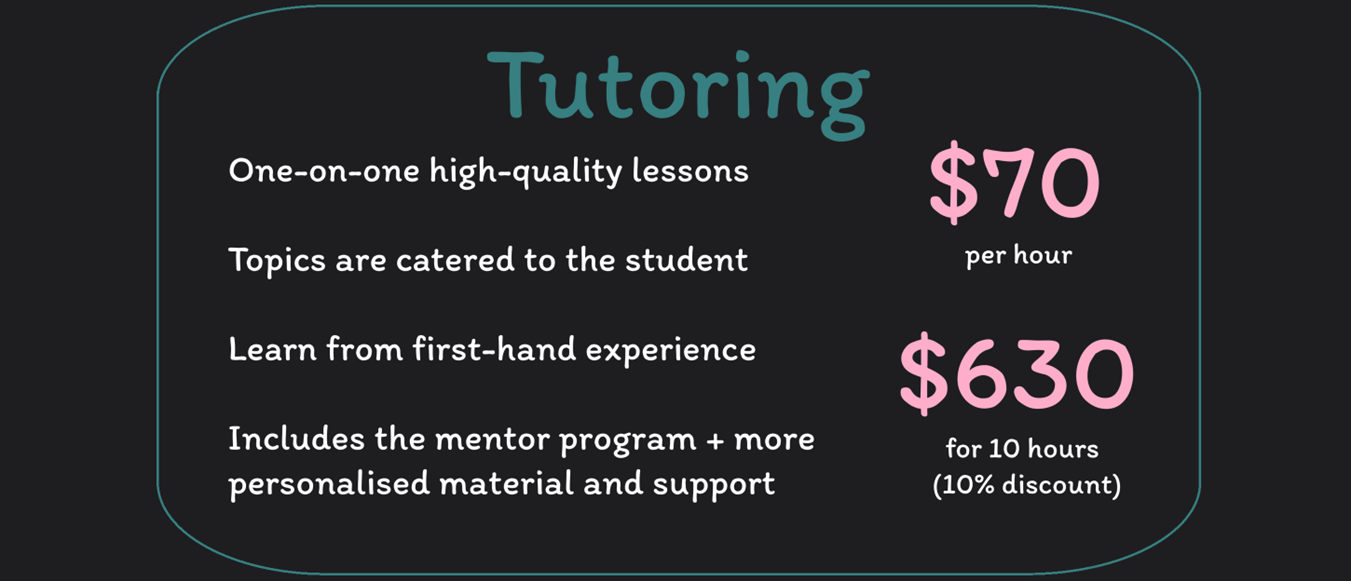 Tutoring
One-on-one high-quality lessons
Topics are catered to the student
Learn from first-hand experience
Includes the mentor program + more
personalised material and support
$70
per hour
$630
for 10 hours
(10% discount)